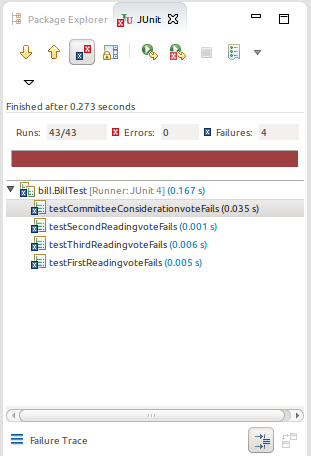 Package Explorer JUnit
Finished after 0.273 seconds
Runs: 43/43 Errors: 0 Failures: 4
bill.BillTest [Runner: JUnit 4] (0.167 s)
testCommitteeConsiderationvoteFails (0.035 s)
testSecondReadingvoteFails (0.001 s)
testThirdReadingvoteFails (0.006 s)
testFirstReadingvoteFails (0.005 s)
Failure Trace